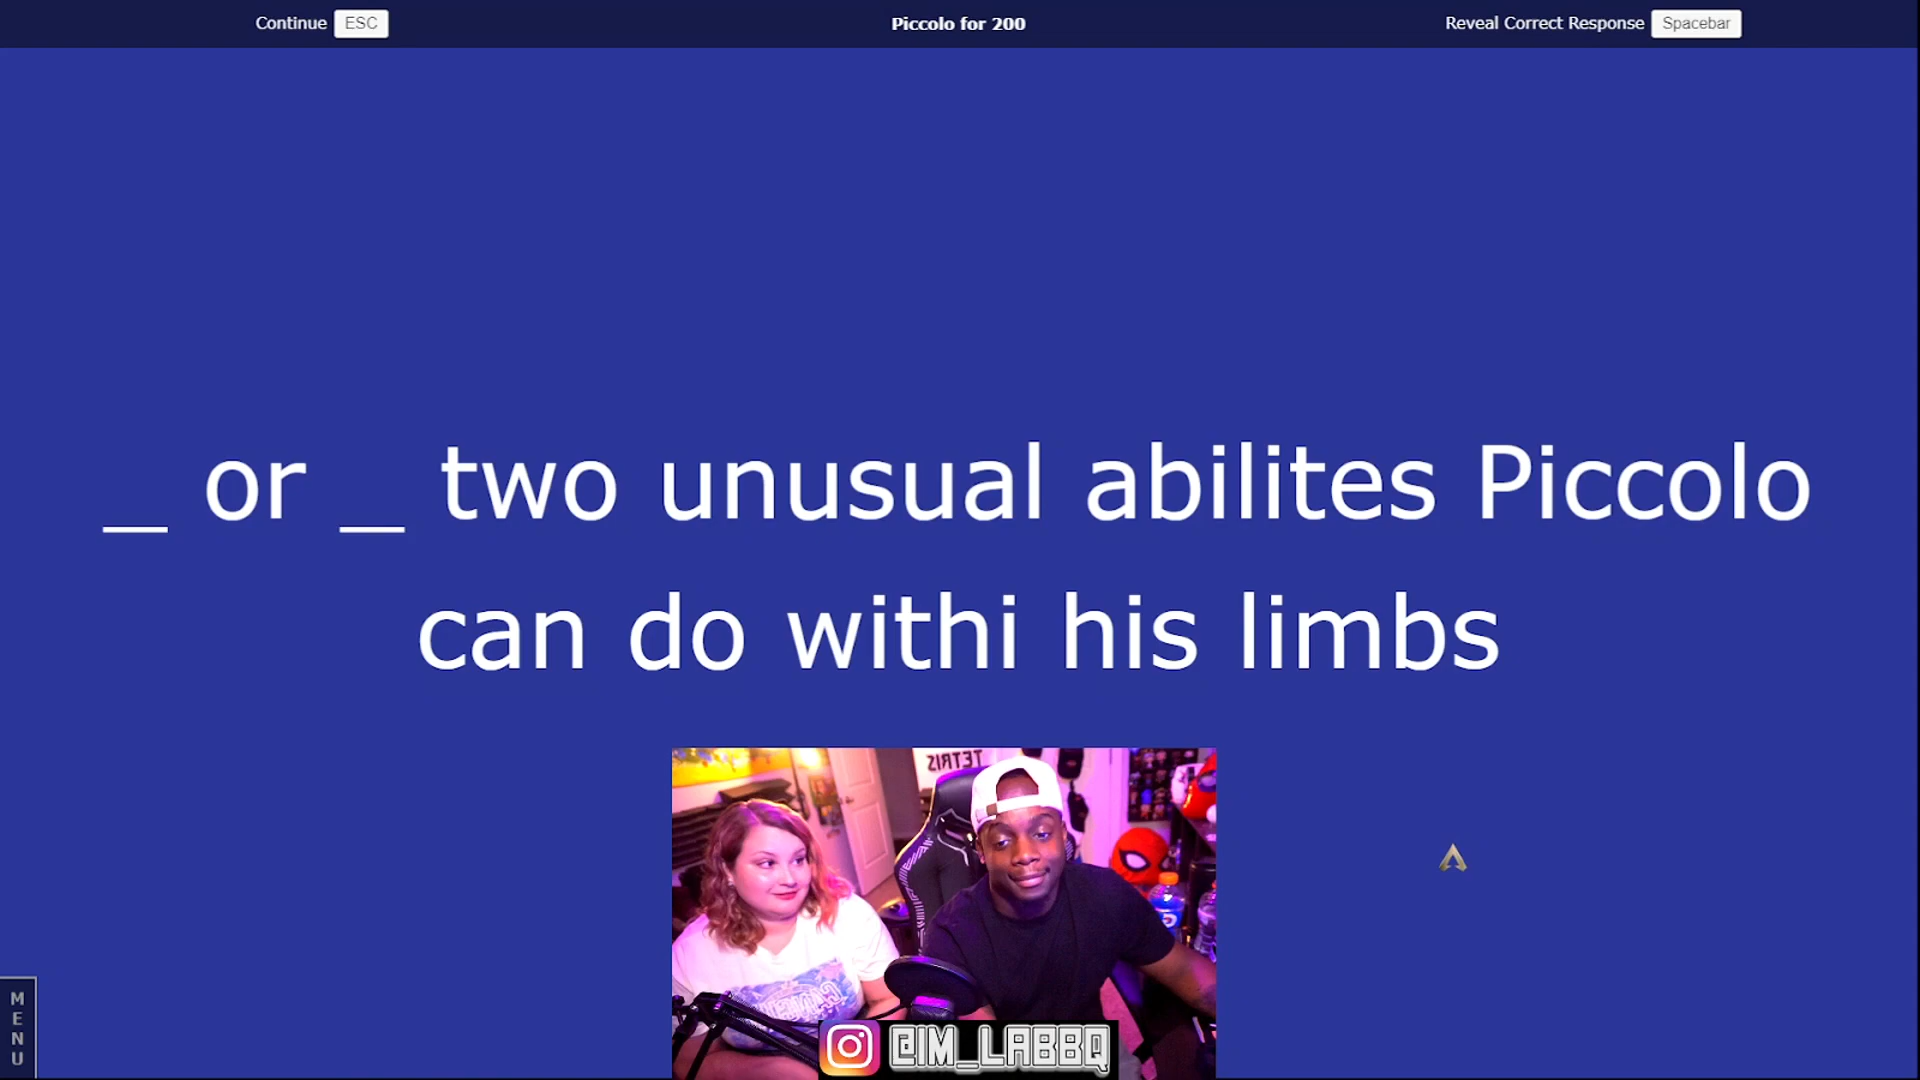 Continue ESC
Piccolo for 200
Reveal Correct Response Spacebar
_ or _ two unusual abilites Piccolo
can do withi his limbs
TETRIS
M
E
N
U
@IM_LABBQ